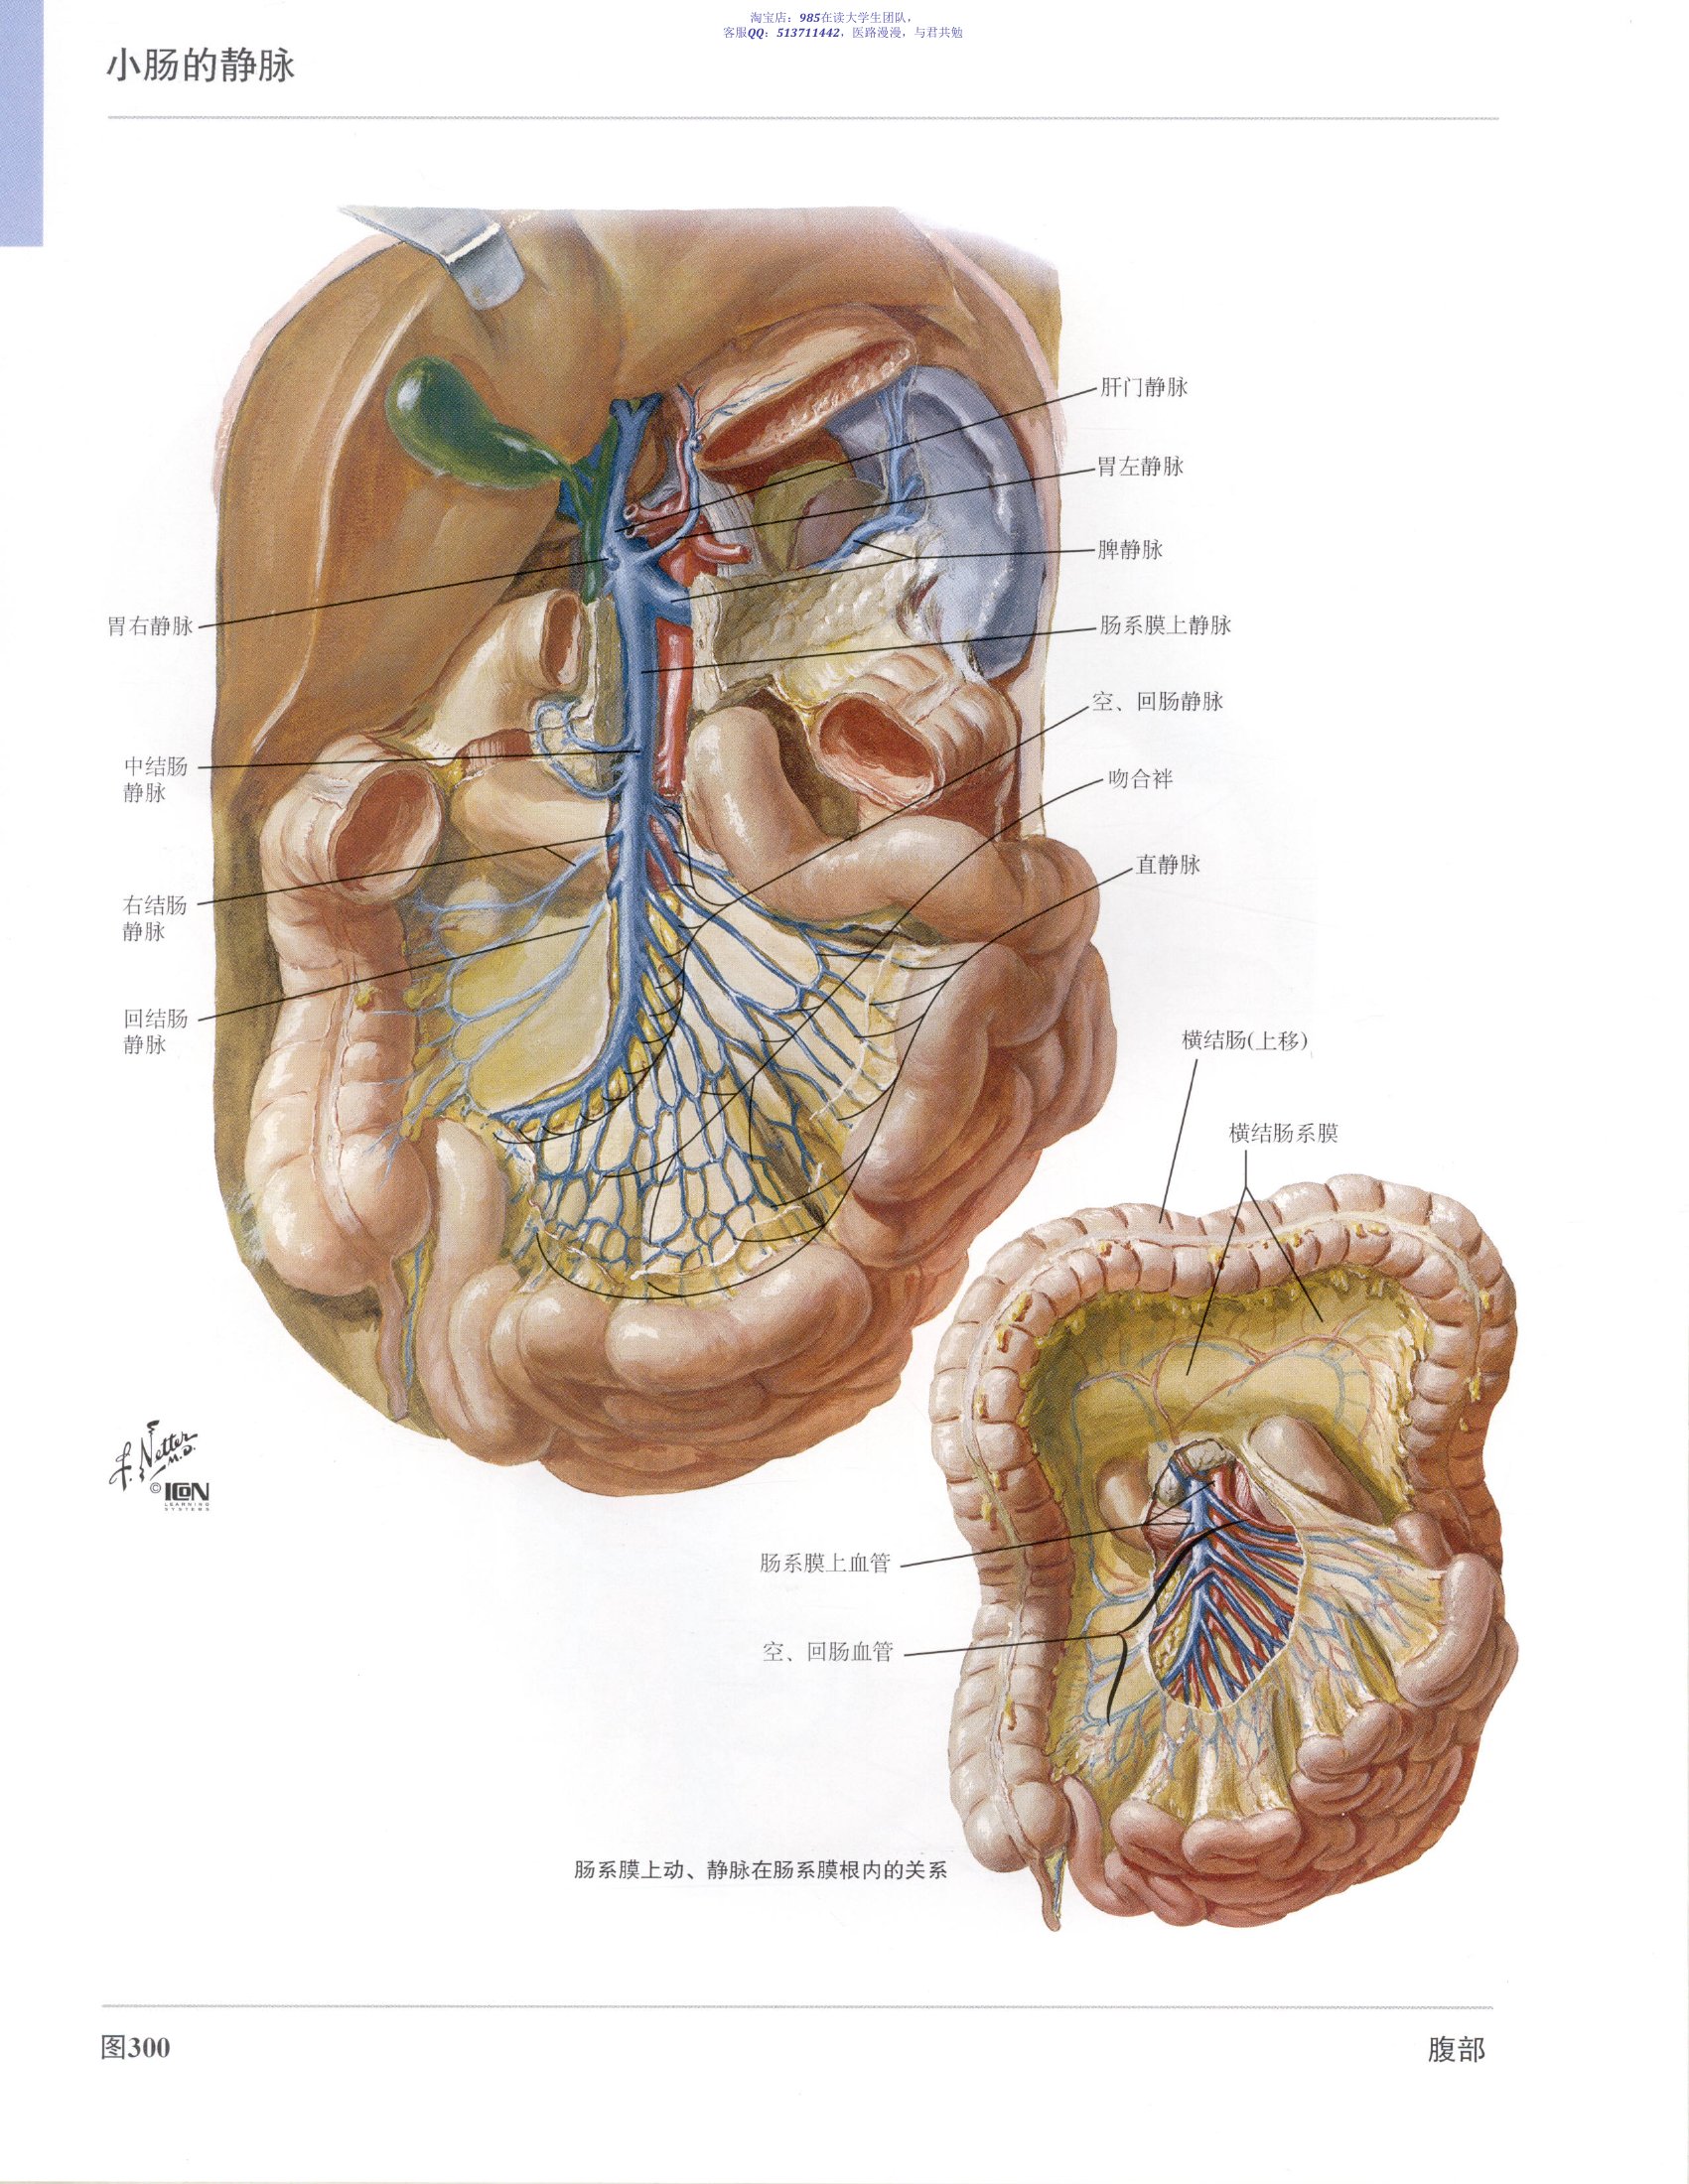 淘宝店：985在读大学生团队，
客服QQ：513711442，医路漫漫，与君共勉
小肠的静脉
肝门静脉
胃左静脉
脾静脉
胃右静脉
肠系膜上静脉
空、回肠静脉
中结肠
静脉
吻合袢
直静脉
右结肠
静脉
回结肠
静脉
横结肠(上移)
横结肠系膜
F. Netter
M.D.
© ICON
LEARNING
SYSTEMS
肠系膜上血管
空、回肠血管
肠系膜上动、静脉在肠系膜根内的关系
图300
腹部